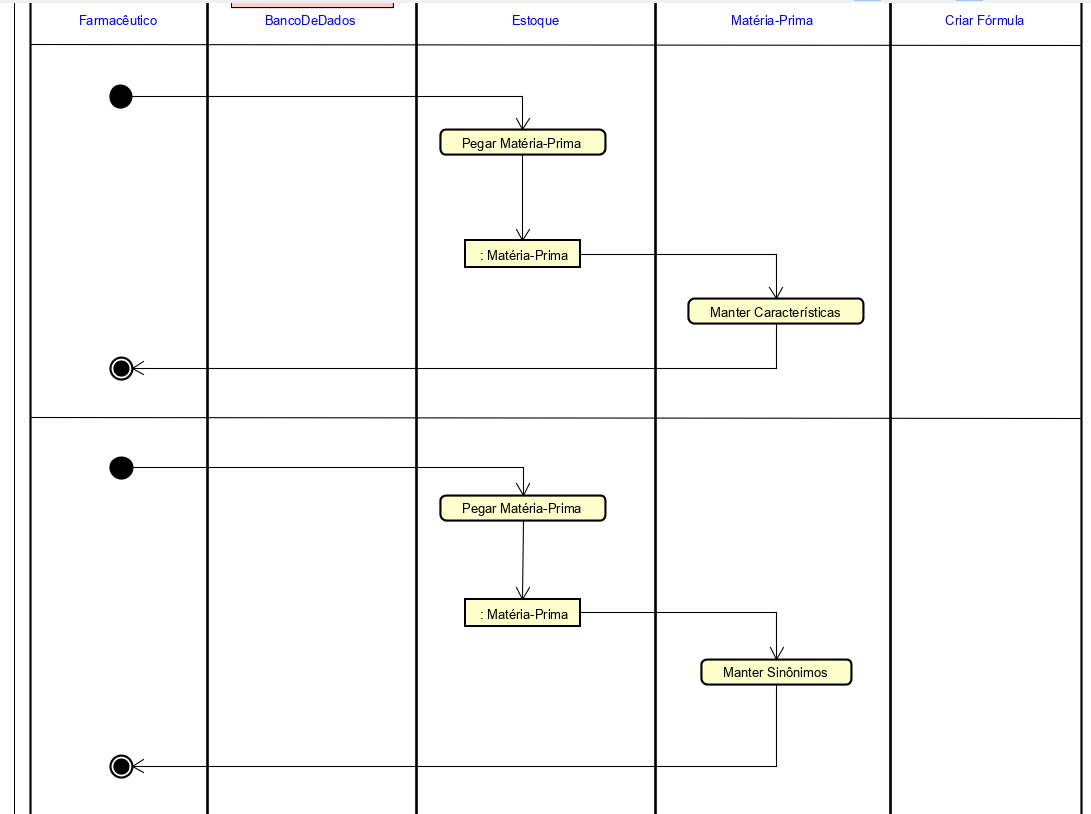 Farmacêutico
BancoDeDados
Estoque
Matéria-Prima
Criar Fórmula
Pegar Matéria-Prima
: Matéria-Prima
Manter Características
Pegar Matéria-Prima
: Matéria-Prima
Manter Sinônimos